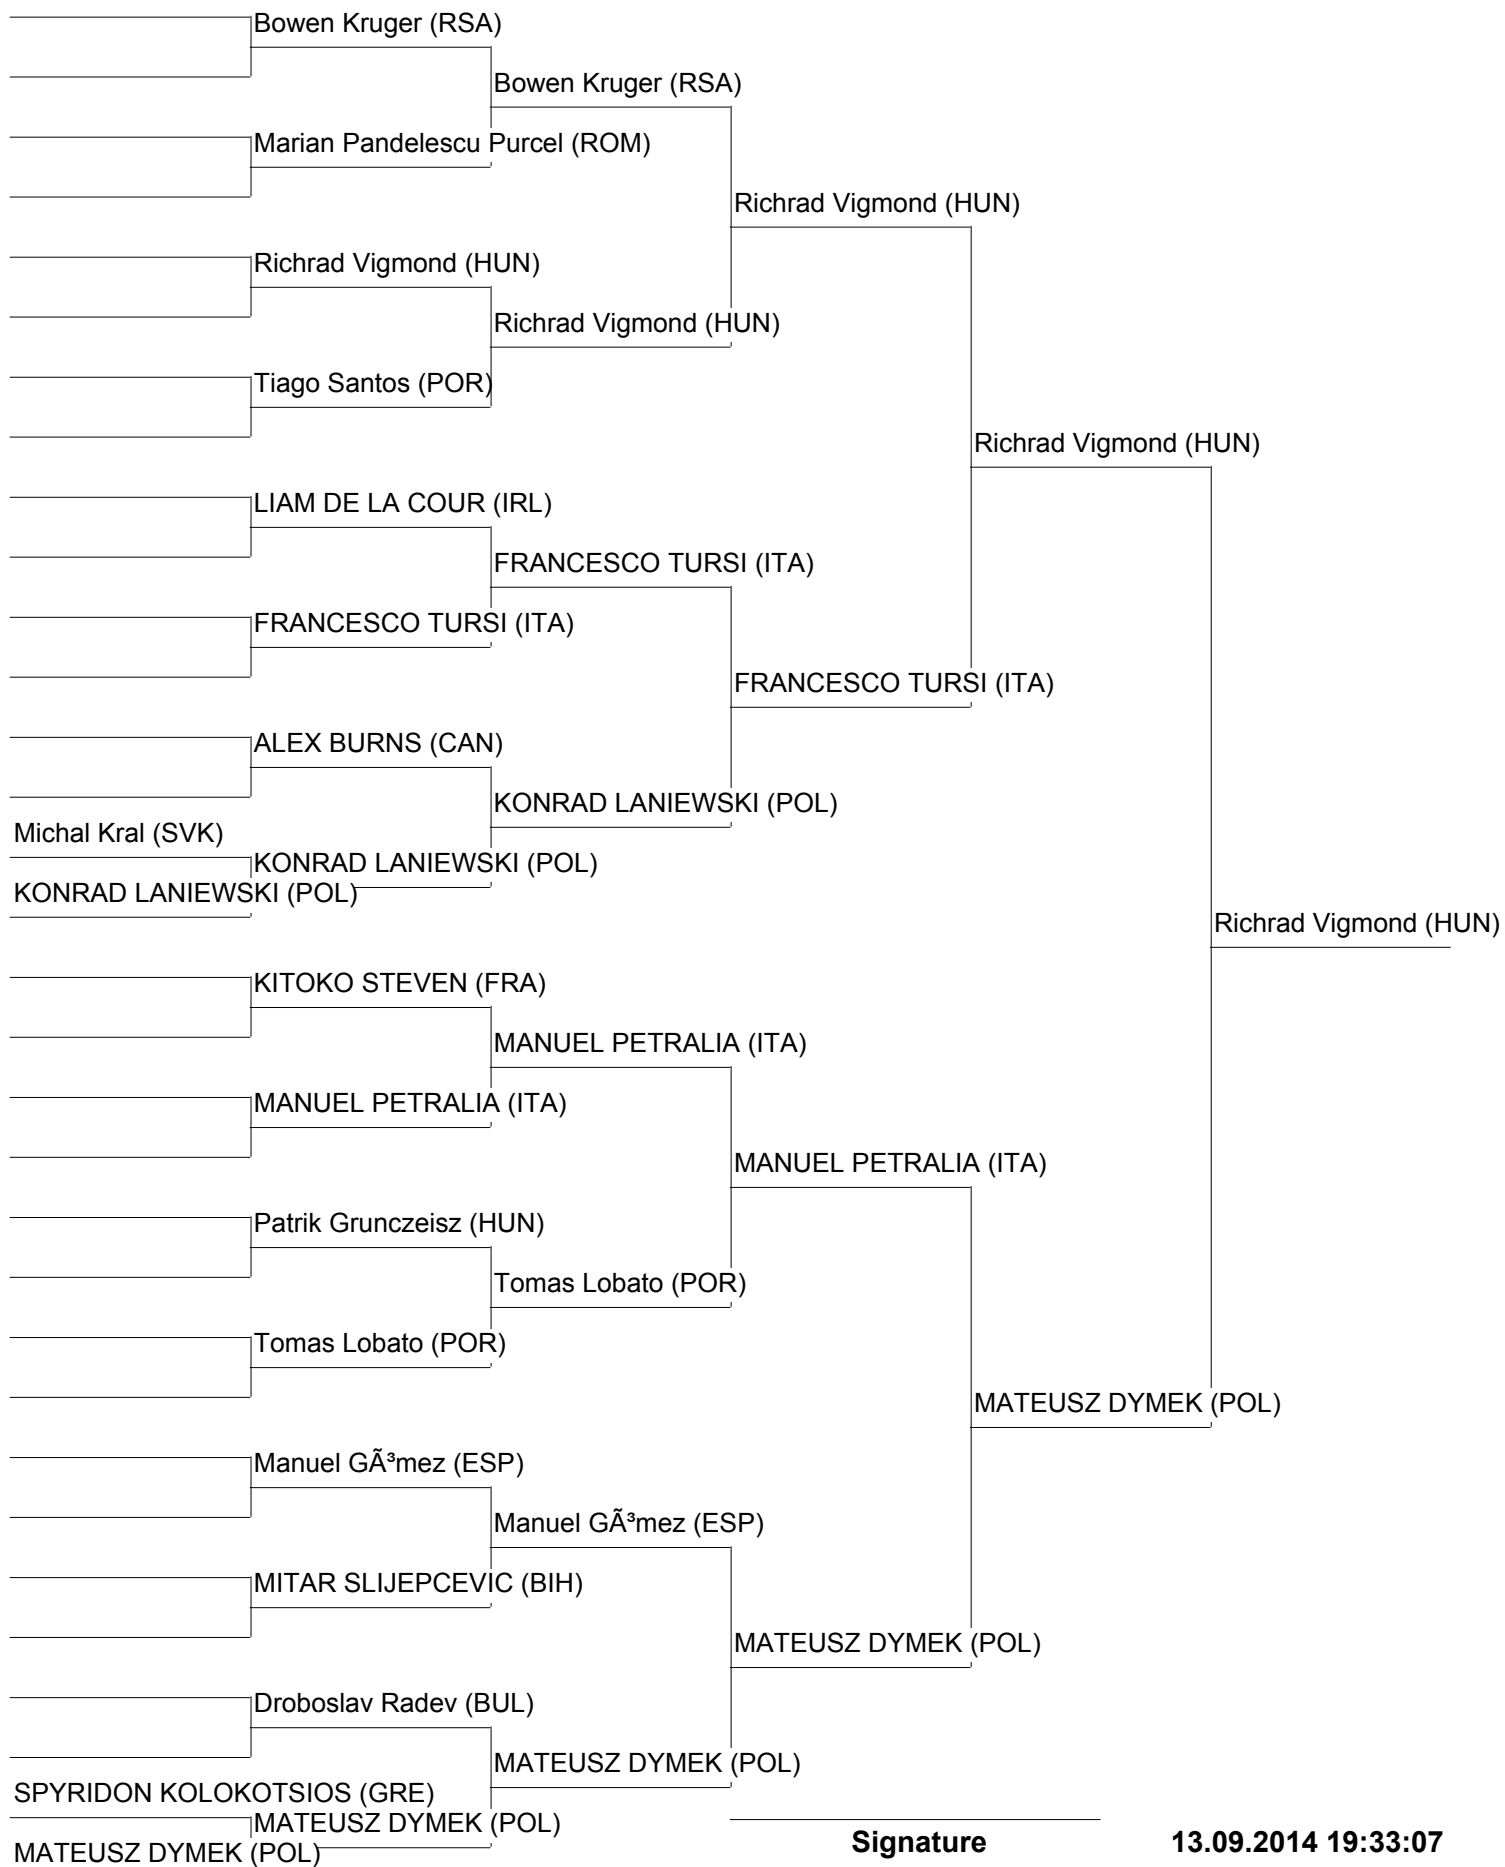 Bowen Kruger (RSA)
Bowen Kruger (RSA)
Marian Pandelescu Purcel (ROM)
Richrad Vigmond (HUN)
Richrad Vigmond (HUN)
Richrad Vigmond (HUN)
Tiago Santos (POR)
Richrad Vigmond (HUN)
LIAM DE LA COUR (IRL)
FRANCESCO TURSI (ITA)
FRANCESCO TURSI (ITA)
FRANCESCO TURSI (ITA)
ALEX BURNS (CAN)
KONRAD LANIEWSKI (POL)
Michal Kral (SVK)
KONRAD LANIEWSKI (POL)
KONRAD LANIEWSKI (POL)
Richrad Vigmond (HUN)
KITOKO STEVEN (FRA)
MANUEL PETRALIA (ITA)
MANUEL PETRALIA (ITA)
MANUEL PETRALIA (ITA)
Patrik Grunczeisz (HUN)
Tomas Lobato (POR)
Tomas Lobato (POR)
MATEUSZ DYMEK (POL)
Manuel GÃ³mez (ESP)
Manuel GÃ³mez (ESP)
MITAR SLIJEPCEVIC (BIH)
MATEUSZ DYMEK (POL)
Droboslav Radev (BUL)
MATEUSZ DYMEK (POL)
SPYRIDON KOLOKOTSIOS (GRE)
MATEUSZ DYMEK (POL)
MATEUSZ DYMEK (POL)
Signature
13.09.2014 19:33:07